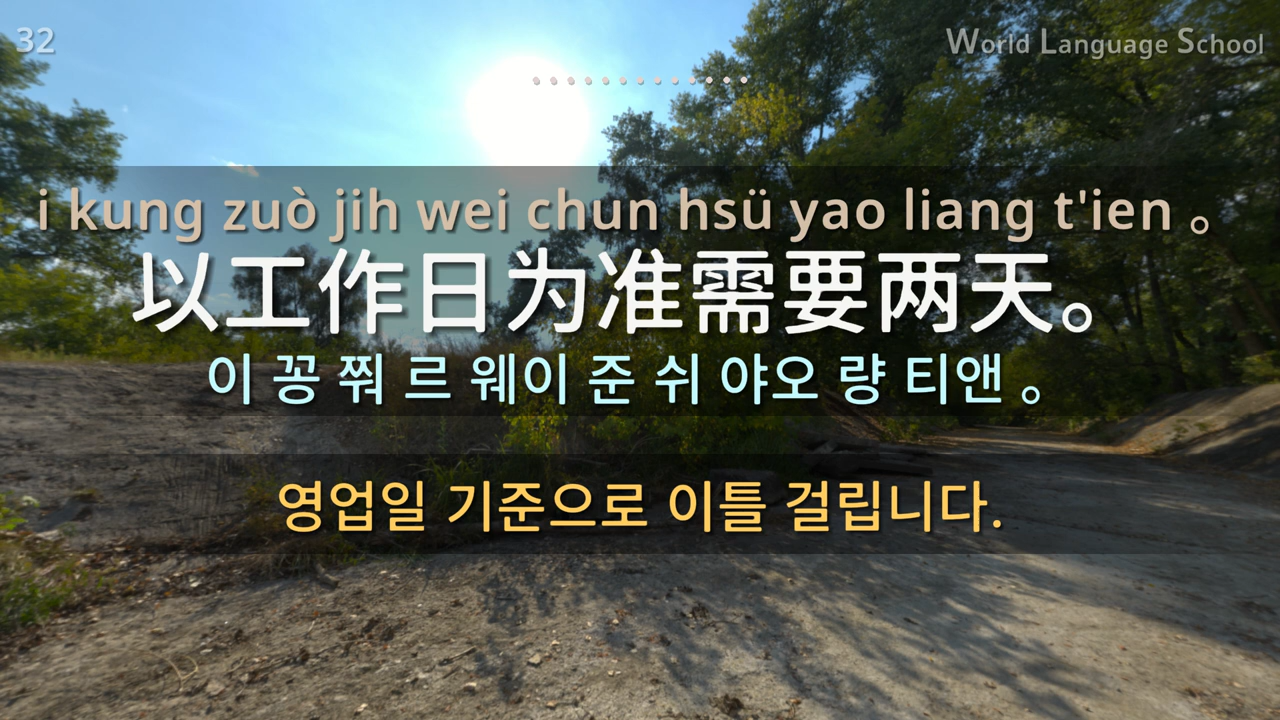 32
World Language School
i kung zuò jih wei chun hsü yao liang t'ien 。
以工作日为准需要两天。
이 꽁 쭤 르 웨이 준 쉬 야오 량 티앤 。
영업일 기준으로 이틀 걸립니다.